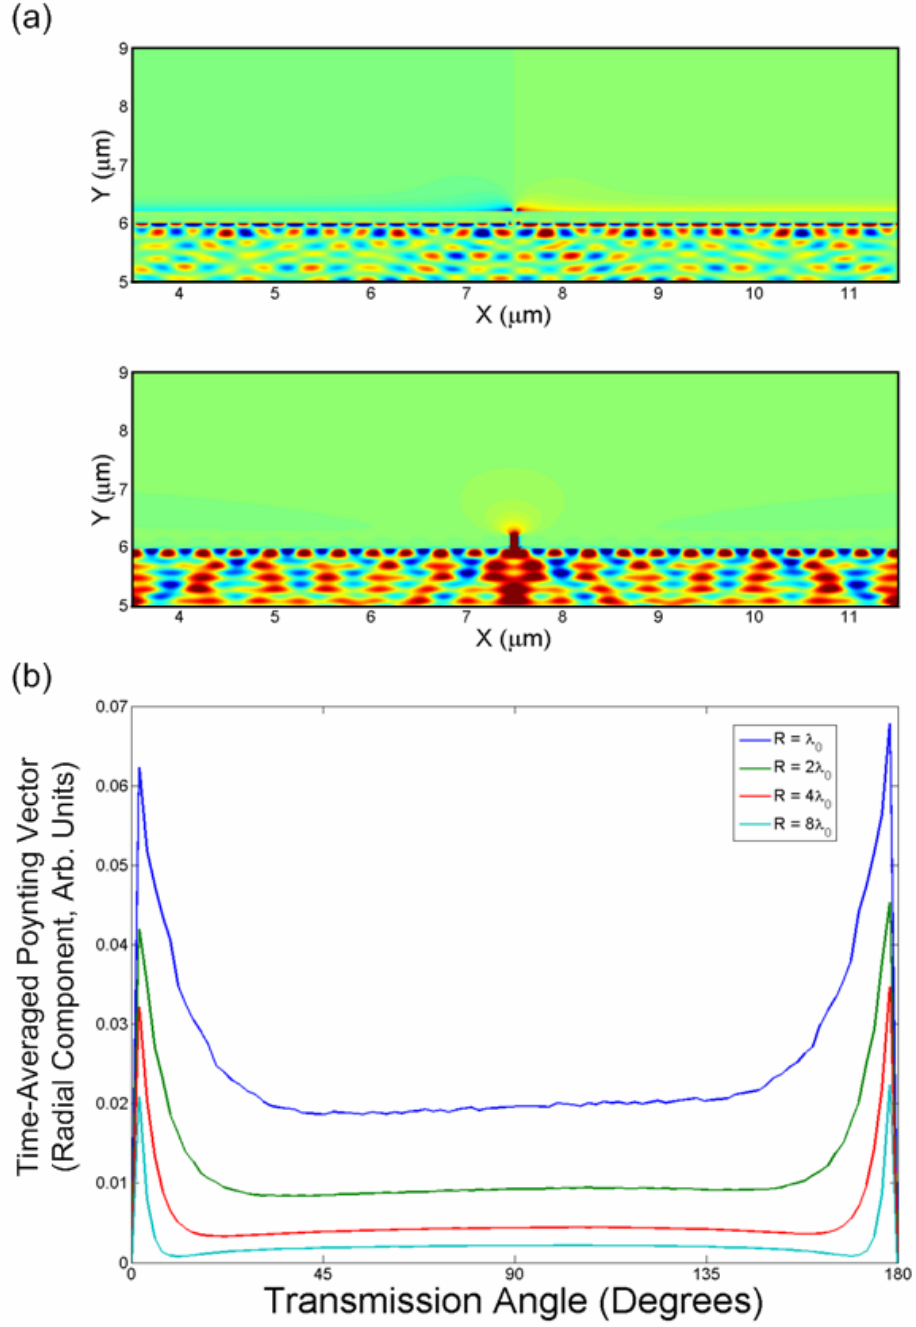 (a)
9
8
7
6
5
Y (μm)
4 5 6 7 8 9 10 11
X (μm)
9
8
7
6
5
Y (μm)
4 5 6 7 8 9 10 11
X (μm)
(b)
Time-Averaged Poynting Vector
(Radial Component, Arb. Units)
0.07
0.06
0.05
0.04
0.03
0.02
0.01
0
R = λ₀
R = 2λ₀
R = 4λ₀
R = 8λ₀
0 45 90 135 180
Transmission Angle (Degrees)